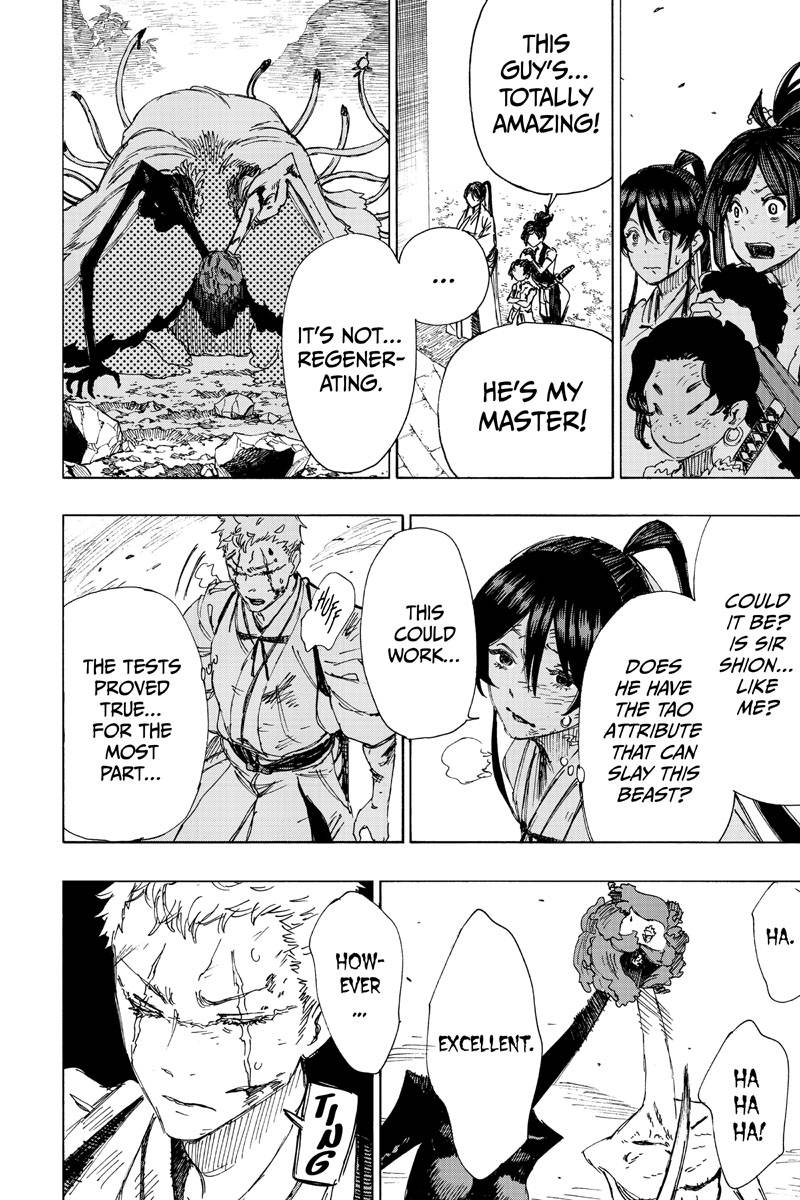 THIS
GUY'S...
TOTALLY
AMAZING!
HE'S MY
MASTER!
...
IT'S NOT...
REGENER-
ATING.
COULD
IT BE?
IS SIR
SHION...
LIKE
ME?
DOES
HE HAVE
THE TAO
ATTRIBUTE
THAT CAN
SLAY THIS
BEAST?
THIS
COULD
WORK...
HUFF
THE TESTS
PROVED
TRUE...
FOR THE
MOST
PART...
HA.
HA
HA
HA!
EXCELLENT.
HOW-
EVER
...
TING